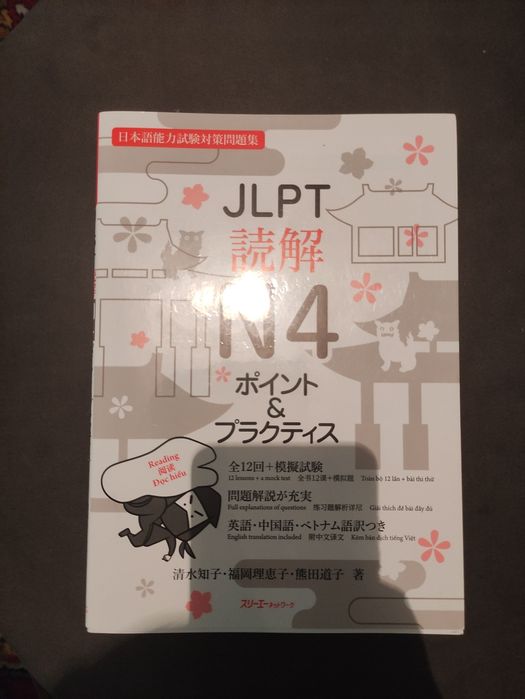 日本語能力試験対策問題集
JLPT
読解
N4
ポイント
&
プラクティス
Reading
阅读
Đọc hiểu
全12回＋模擬試験
12 lessons + a mock test 全书12课＋模拟题 Toàn bộ 12 lần + bài thi thử
問題解説が充実
Full explanations of questions 练习题解析详尽 Giải thích đề bài đầy đủ
英語・中国語・ベトナム語訳つき
English translation included 附中文译文 Kèm bản dịch tiếng Việt
清水知子・福岡理恵子・熊田道子 著
スリーエーネットワーク